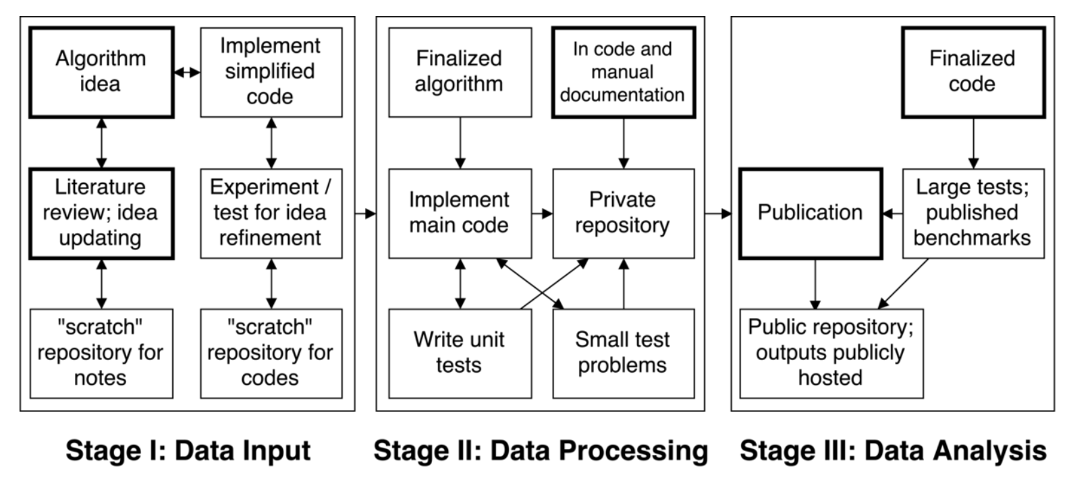 Algorithm
idea
Implement
simplified
code
Literature
review; idea
updating
Experiment /
test for idea
refinement
"scratch"
repository for
notes
"scratch"
repository for
codes
Stage I: Data Input
Finalized
algorithm
In code and
manual
documentation
Implement
main code
Private
repository
Write unit
tests
Small test
problems
Stage II: Data Processing
Finalized
code
Publication
Large tests;
published
benchmarks
Public repository;
outputs publicly
hosted
Stage III: Data Analysis